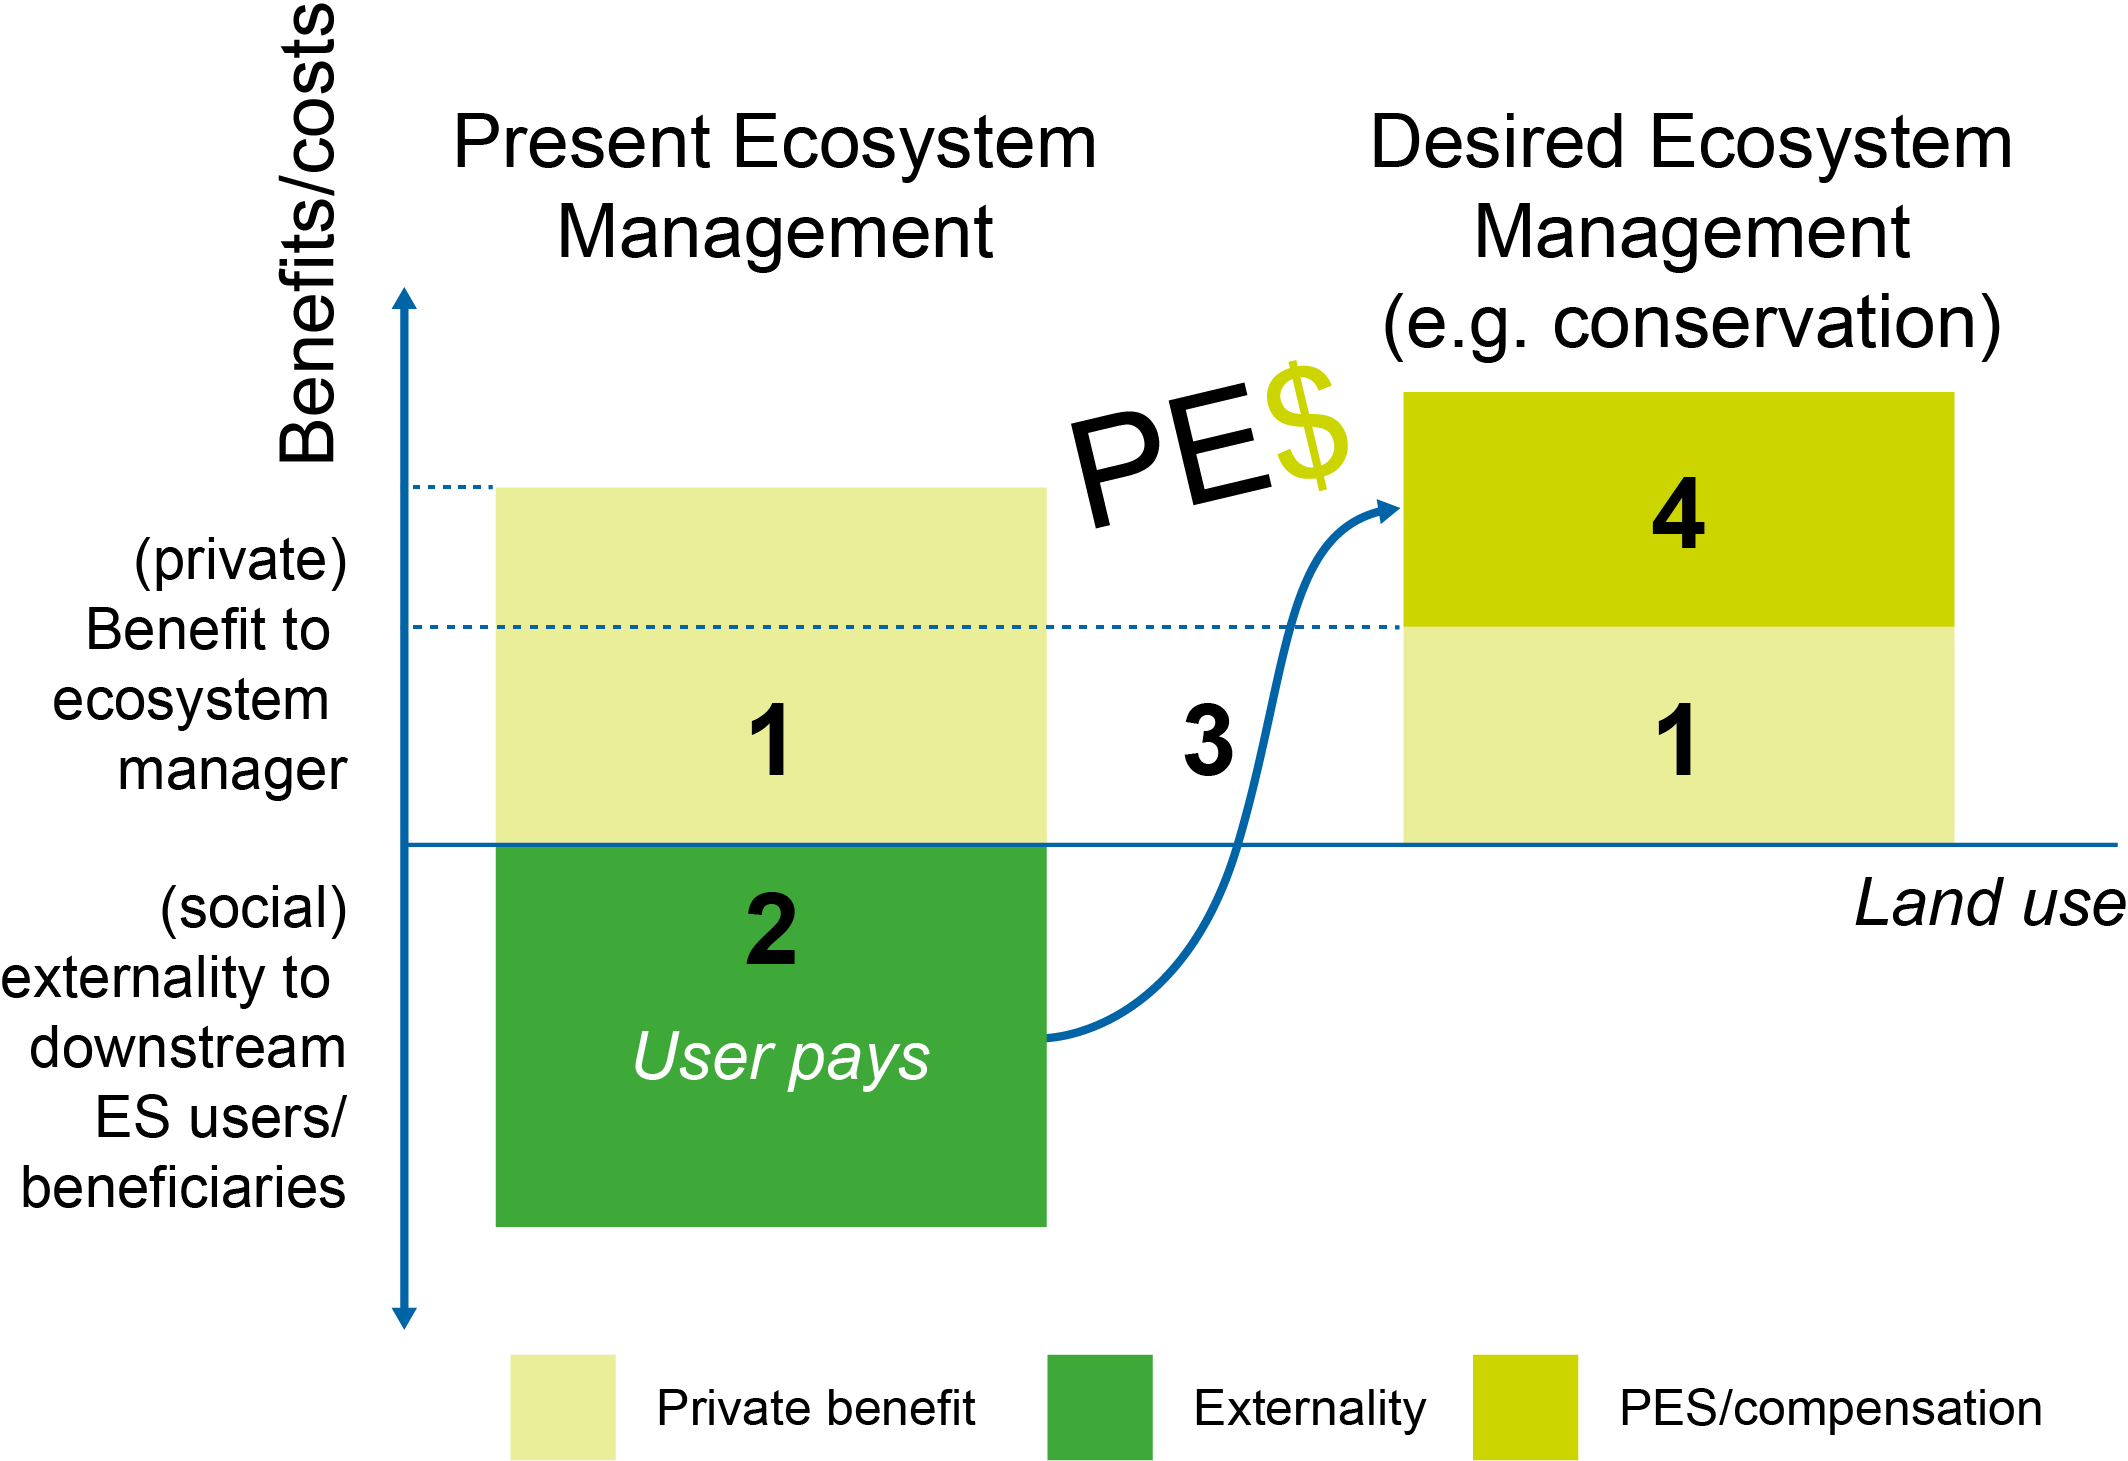 Benefits/costs
Present Ecosystem
Management
Desired Ecosystem
Management
(e.g. conservation)
PE$
4
(private)
Benefit to
ecosystem
manager
1
3
1
2
User pays
Land use
(social)
externality to
downstream
ES users/
beneficiaries
Private benefit
Externality
PES/compensation